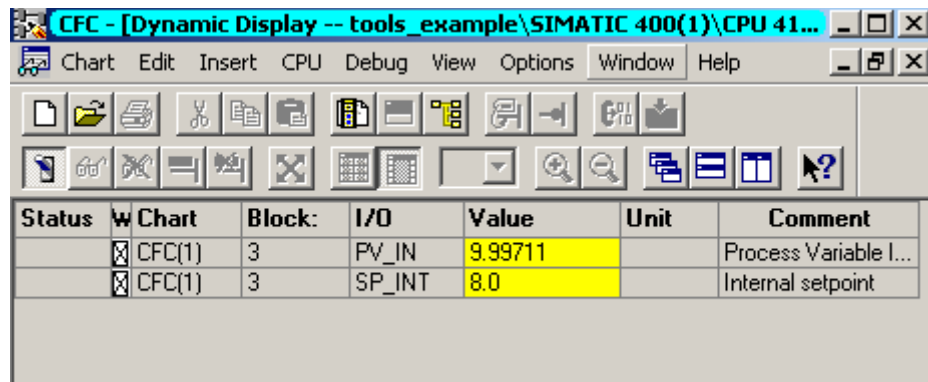 CFC - [Dynamic Display -- tools_example\SIMATIC 400(1)\CPU 41...
Chart Edit Insert CPU Debug View Options Window Help
Status W Chart Block: I/O Value Unit Comment
CFC(1) 3 PV_IN 9.99711 Process Variable I...
CFC(1) 3 SP_INT 8.0 Internal setpoint